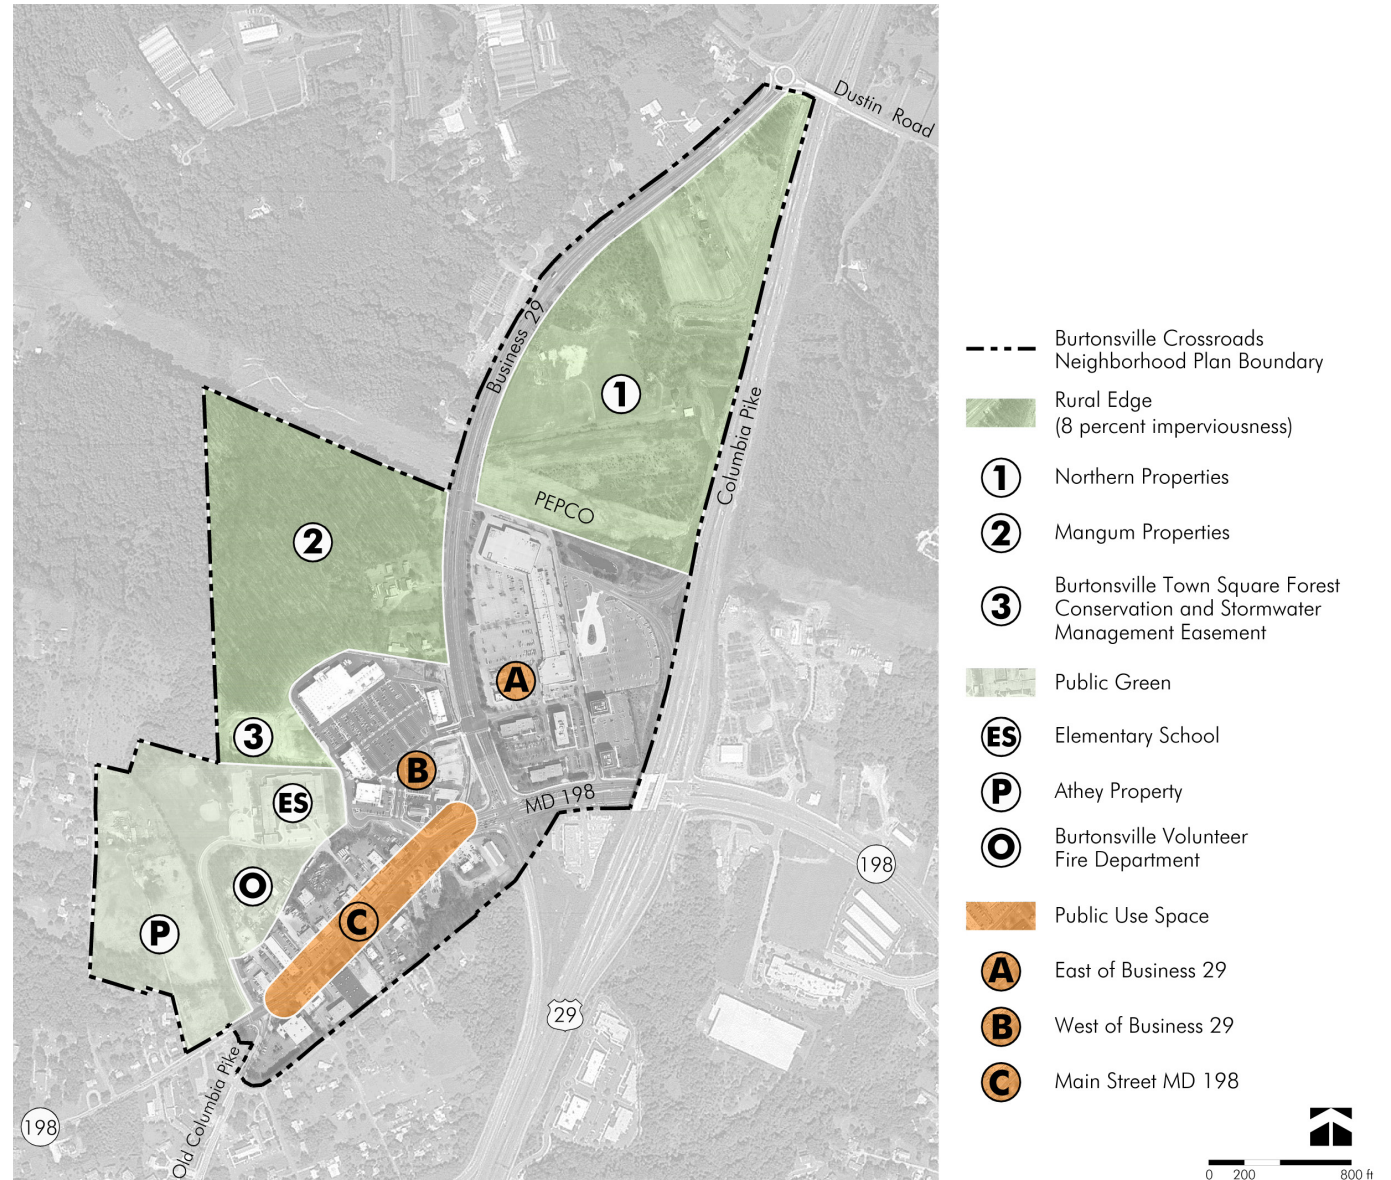 Dustin Road
Business 29
1
Columbia Pike
PEPCO
2
A
3
B
ES
MD 198
198
O
C
P
29
Old Columbia Pike
198
Burtonsville Crossroads
Neighborhood Plan Boundary
Rural Edge
(8 percent imperviousness)
1 Northern Properties
2 Mangum Properties
3 Burtonsville Town Square Forest
Conservation and Stormwater
Management Easement
Public Green
ES Elementary School
P Athey Property
O Burtonsville Volunteer
Fire Department
Public Use Space
A East of Business 29
B West of Business 29
C Main Street MD 198
0 200 800 ft